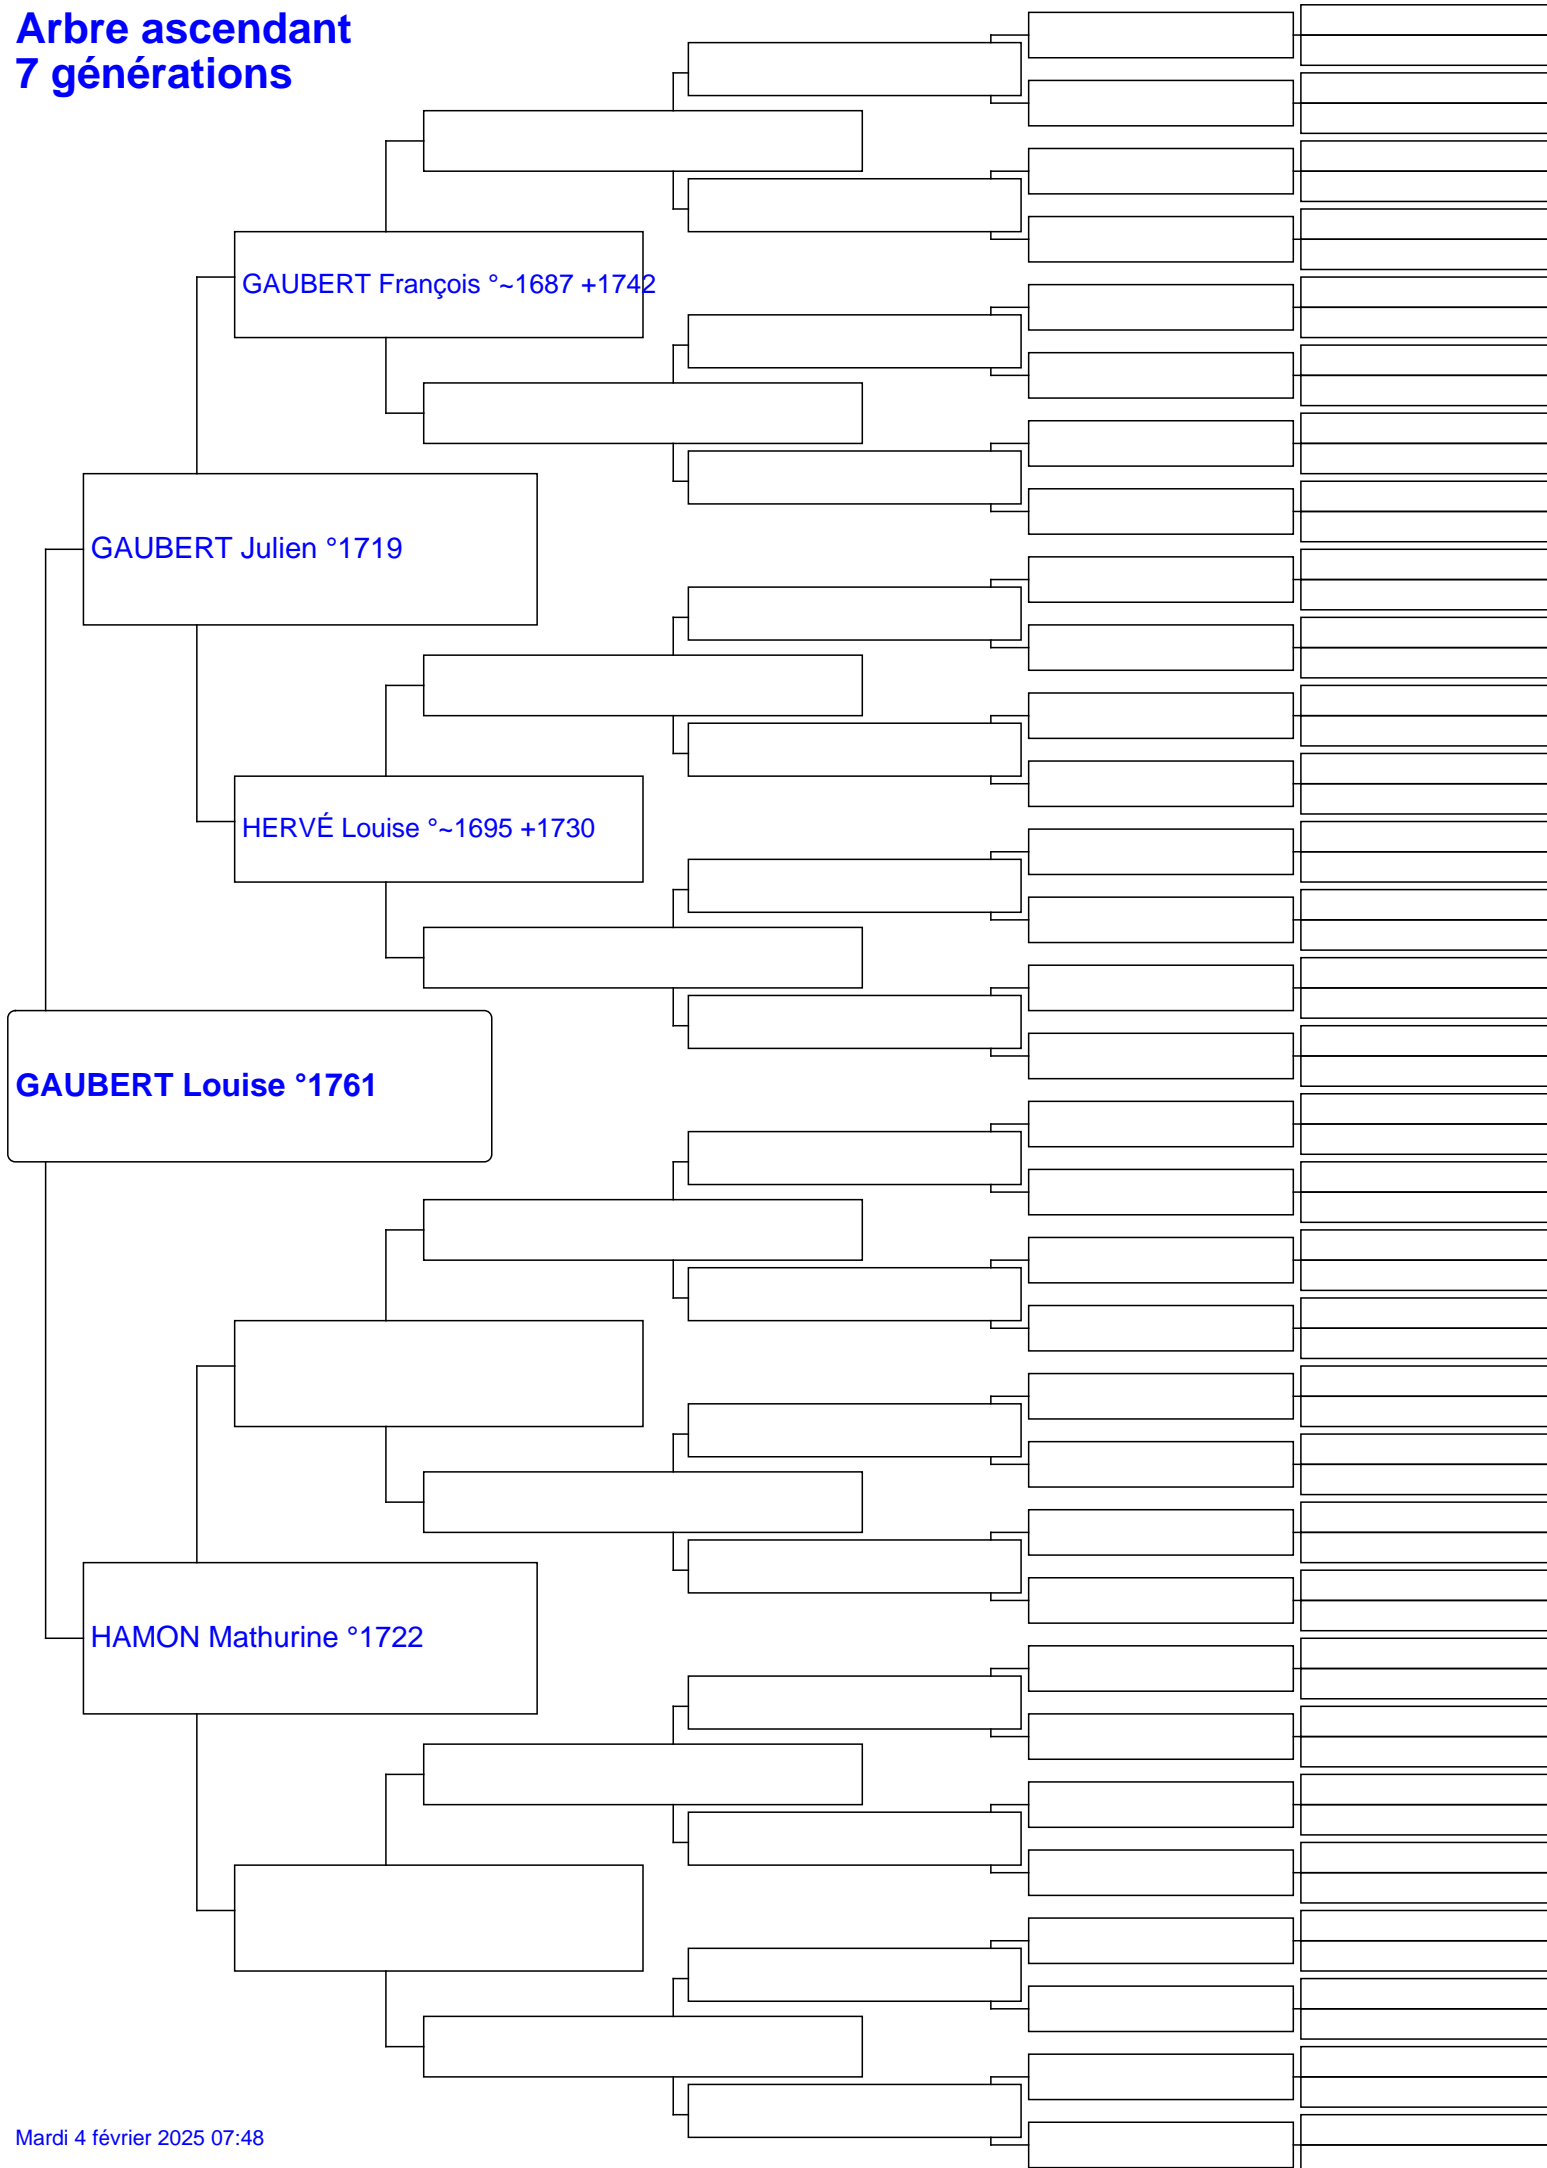 Arbre ascendant
7 générations
GAUBERT François °~1687 +1742
GAUBERT Julien °1719
HERVÉ Louise °~1695 +1730
GAUBERT Louise °1761
HAMON Mathurine °1722
Mardi 4 février 2025 07:48